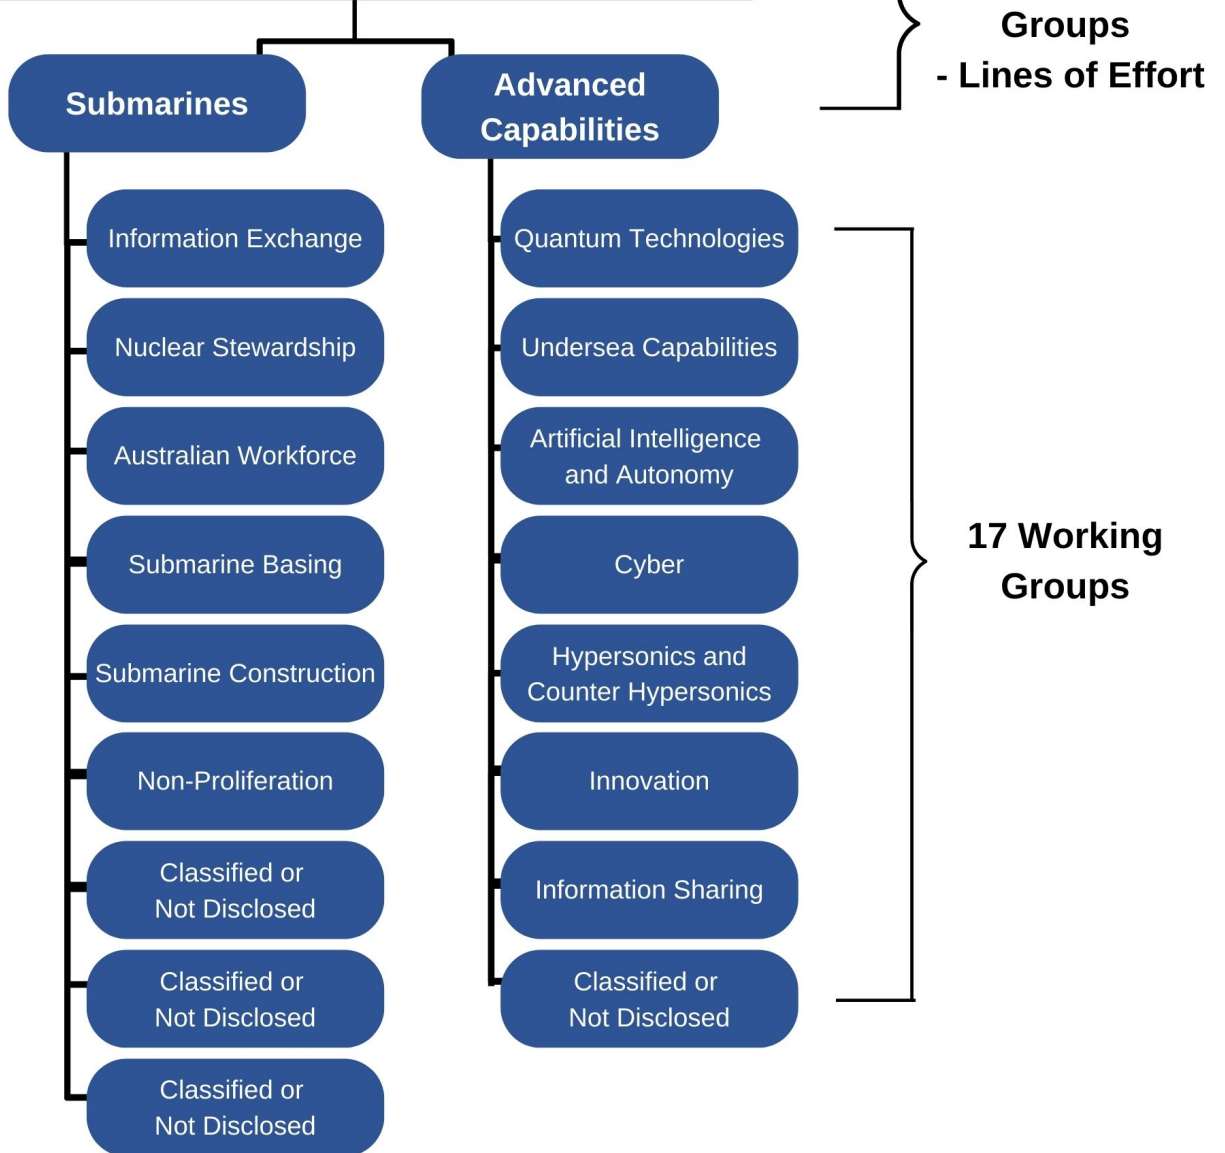 Groups
- Lines of Effort
Submarines
Advanced
Capabilities
Information Exchange
Nuclear Stewardship
Australian Workforce
Submarine Basing
Submarine Construction
Non-Proliferation
Classified or
Not Disclosed
Classified or
Not Disclosed
Classified or
Not Disclosed
Quantum Technologies
Undersea Capabilities
Artificial Intelligence
and Autonomy
Cyber
Hypersonics and
Counter Hypersonics
Innovation
Information Sharing
Classified or
Not Disclosed
17 Working
Groups